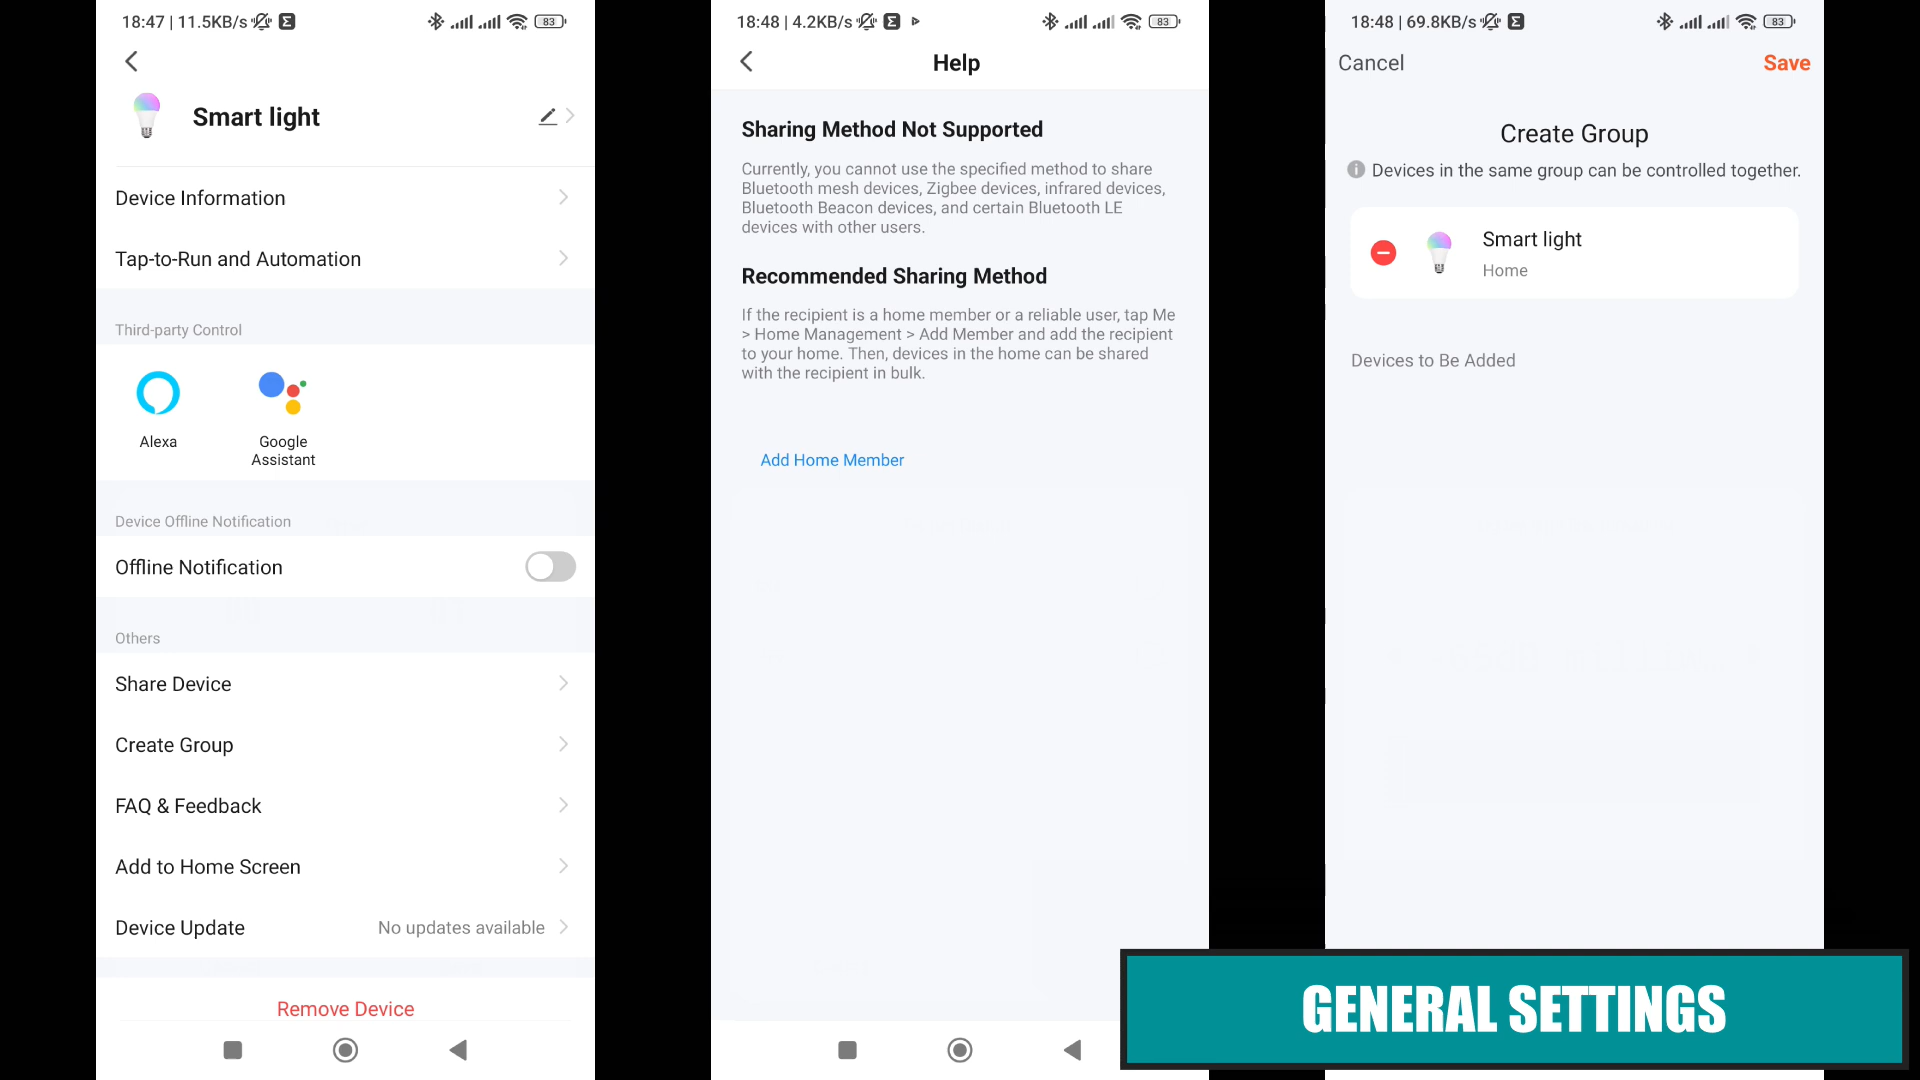 18:47 | 11.5KB/s
83
Smart light
Device Information
Tap-to-Run and Automation
Third-party Control
Alexa
Google
Assistant
Device Offline Notification
Offline Notification
Others
Share Device
Create Group
FAQ & Feedback
Add to Home Screen
Device Update No updates available
Remove Device
18:48 | 4.2KB/s
83
Help
Sharing Method Not Supported
Currently, you cannot use the specified method to share
Bluetooth mesh devices, Zigbee devices, infrared devices,
Bluetooth Beacon devices, and certain Bluetooth LE
devices with other users.
Recommended Sharing Method
If the recipient is a home member or a reliable user, tap Me
> Home Management > Add Member and add the recipient
to your home. Then, devices in the home can be shared
with the recipient in bulk.
Add Home Member
18:48 | 69.8KB/s
83
Cancel Save
Create Group
Devices in the same group can be controlled together.
Smart light
Home
Devices to Be Added
GENERAL SETTINGS